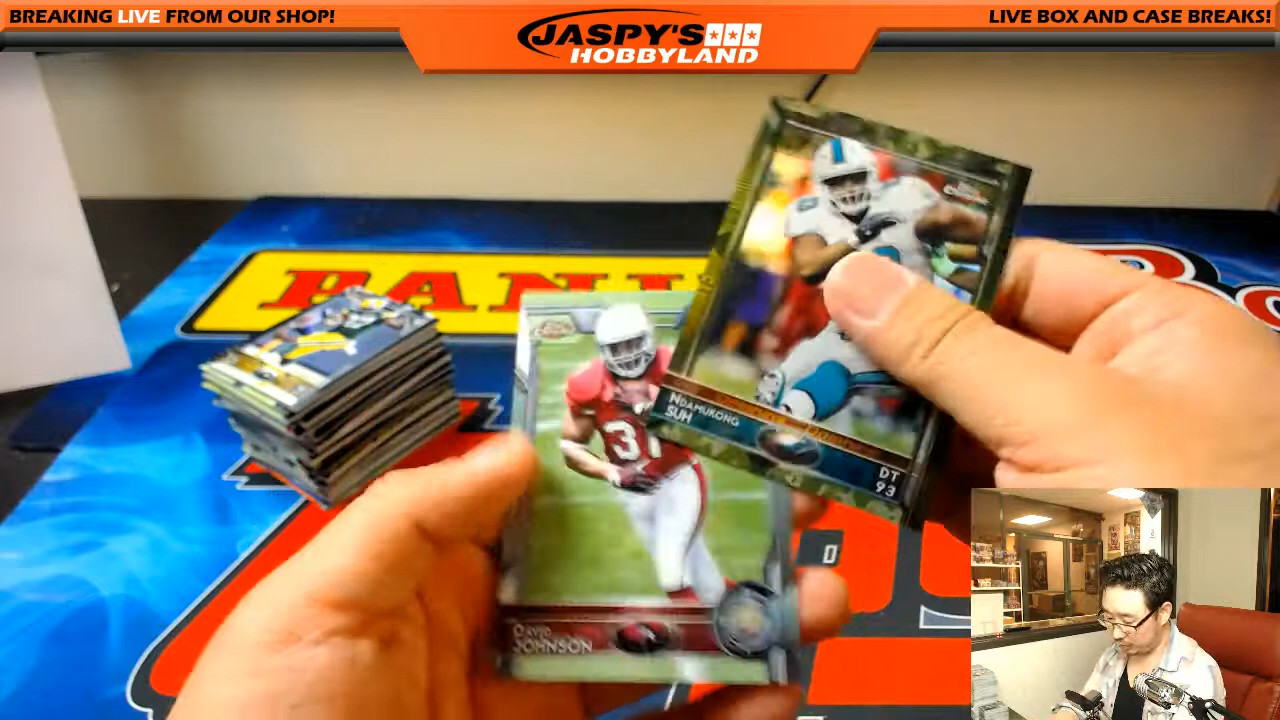 BREAKING LIVE FROM OUR SHOP!
JASPY'S
HOBBYLAND
LIVE BOX AND CASE BREAKS!
PANINI
NDAMUKONG
SUH
DT
93
31
DAVID
JOHNSON